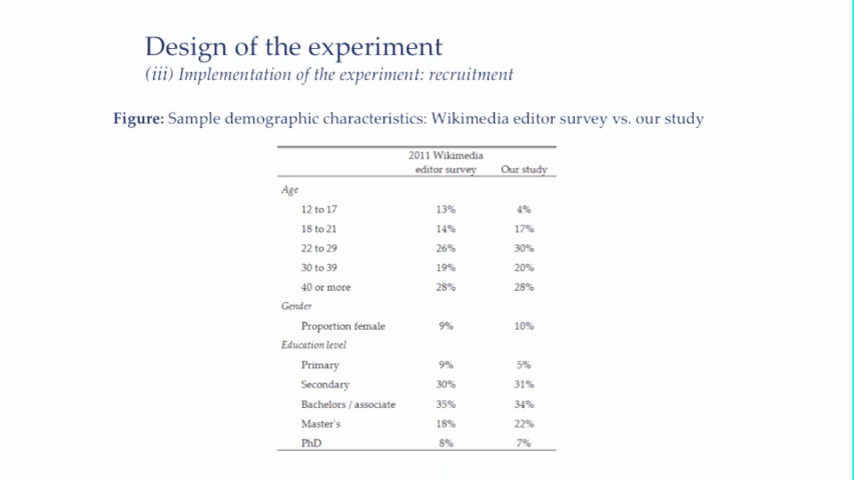 Design of the experiment
(iii) Implementation of the experiment: recruitment
Figure: Sample demographic characteristics: Wikimedia editor survey vs. our study
2011 Wikimedia
editor survey Our study
Age
12 to 17 13% 4%
18 to 21 14% 17%
22 to 29 26% 30%
30 to 39 19% 20%
40 or more 28% 28%
Gender
Proportion female 9% 10%
Education level
Primary 9% 5%
Secondary 30% 31%
Bachelors / associate 35% 34%
Master's 18% 22%
PhD 8% 7%